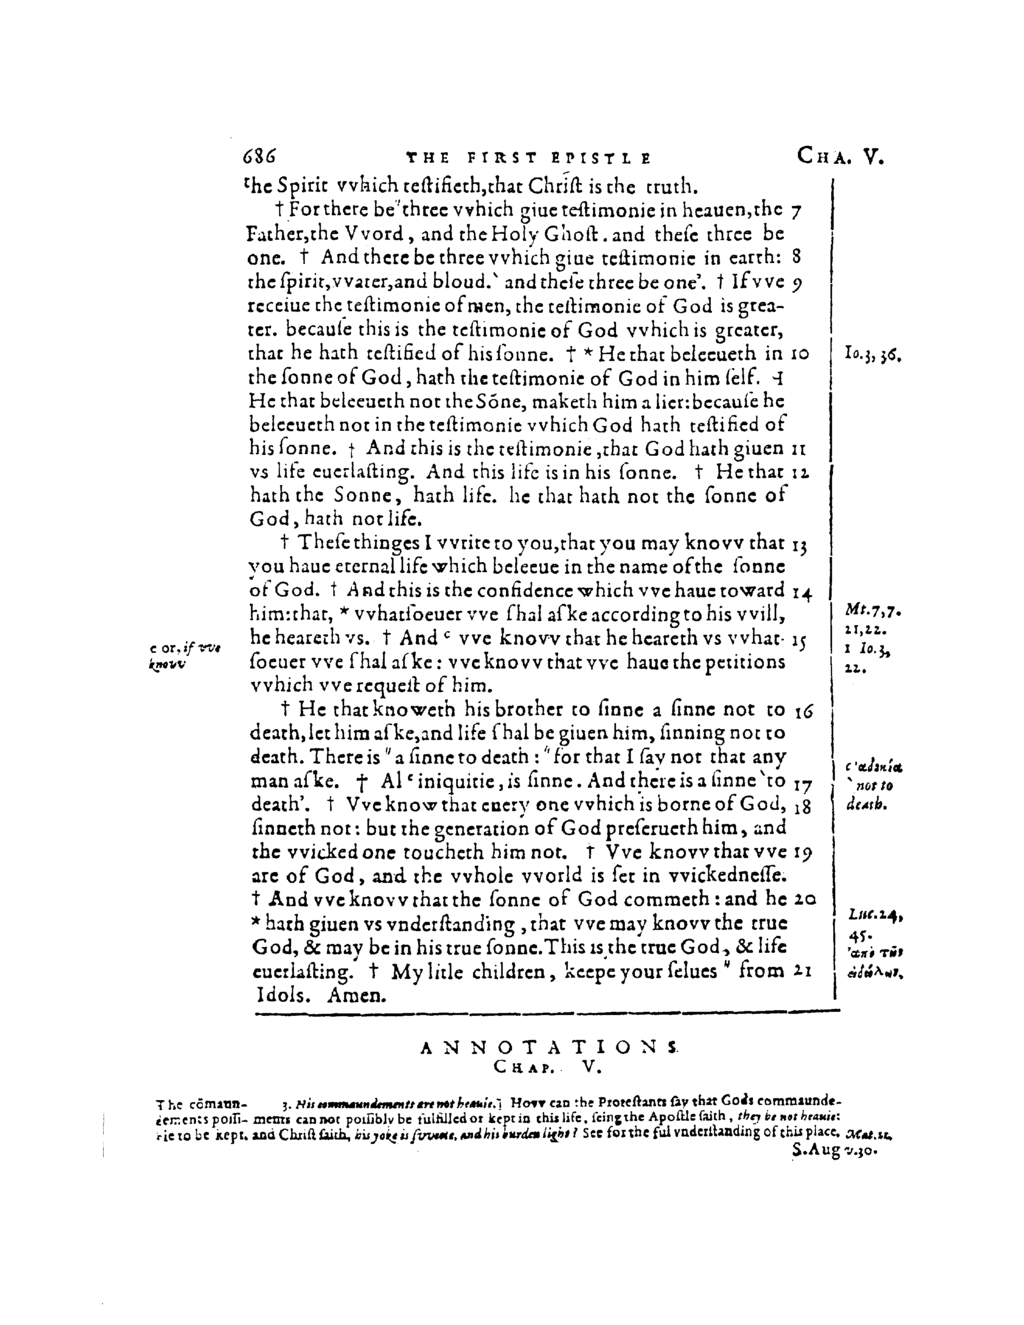 686 THE FIRST EPISTLE CHA. V.
the Spirit vvhich teſtifieth,that Chriſt is the truth.
† For there be"three vvhich giue teſtimonie in heauen,the 7
Father,the VVord, and the Holy Ghoſt. and theſe three be
one. † And there be three vvhich giue teſtimonie in earth: 8
the ſpirit,vvater,and bloud.` and theſe three be one'. † If vve 9
receiue the teſtimonie of men, the teſtimonie of God is grea-
ter. becauſe this is the teſtimonie of God vvhich is greater,
that he hath teſtified of his ſonne. † * He that beleeueth in 10 Io.3, 36.
the ſonne of God, hath the teſtimonie of God in him ſelf. ⊣
He that beleeueth not the Sōne, maketh him a lier:becauſe he
beleeueth not in the teſtimonie vvhich God hath teſtified of
his ſonne. † And this is the teſtimonie ,that God hath giuen 11
vs life euerlaſting. And this life is in his ſonne. † He that 12
hath the Sonne, hath life. he that hath not the ſonne of
God, hath not life.
† Theſe thinges I vvrite to you,that you may knovv that 13
you haue eternal life which beleeue in the name of the ſonne
of God. † And this is the confidence which vve haue toward 14
him:that, * vvhatſoeuer vve ſhal aſke according to his vvill, Mt.7,7.
he heareth vs. † And ᶜ vve knovv that he heareth vs vvhat- 15 21,22.
c or, if vve
knovv
ſoeuer vve ſhal aſke : vve knovv that vve haue the petitions 1 Io.3,
22.
vvhich vve requeſt of him.
† He that knoweth his brother to ſinne a ſinne not to 16
death,let him aſke,and life ſhal be giuen him, ſinning not to
death. There is " a ſinne to death : "for that I ſay not that any
man aſke. † Al ᶜ iniquitie, is ſinne. And there is a ſinne `to 17 c 'αδικία
` not to
death'. † Vve know that euery one vvhich is borne of God, 18 death.
ſinneth not: but the generation of God preſerueth him, and
the vvicked one toucheth him not. † Vve knovv that vve 19
are of God, and the vvhole vvorld is ſet in vvickedneſſe.
† And vve knovv that the ſonne of God commeth : and he 20
* hath giuen vs vnderſtanding , that vve may knovv the true Luc.24,
God, & may be in his true ſonne. This is the true God, & life 45.
euerlaſting. † My litle children, keepe your ſelues " from 21 'απὸ τῶν
Idols. Amen. εἰδώλων,
ANNOTATIONS.
CHAP. V.
The cōmaun-
dements poſſi-
ble to be kept.
3. His commaundements are not heauie.] Hovv can the Proteſtants ſay that Gods commaunde-
ments can not poſſibly be fulfilled or kept in this life, ſeing the Apoſtle ſaith, they be not heauie:
and Chriſt ſaith, his yoke is ſvveete, and his burden light? See for the ful vnderſtanding of this place, Mat.11,
S.Aug v.30.